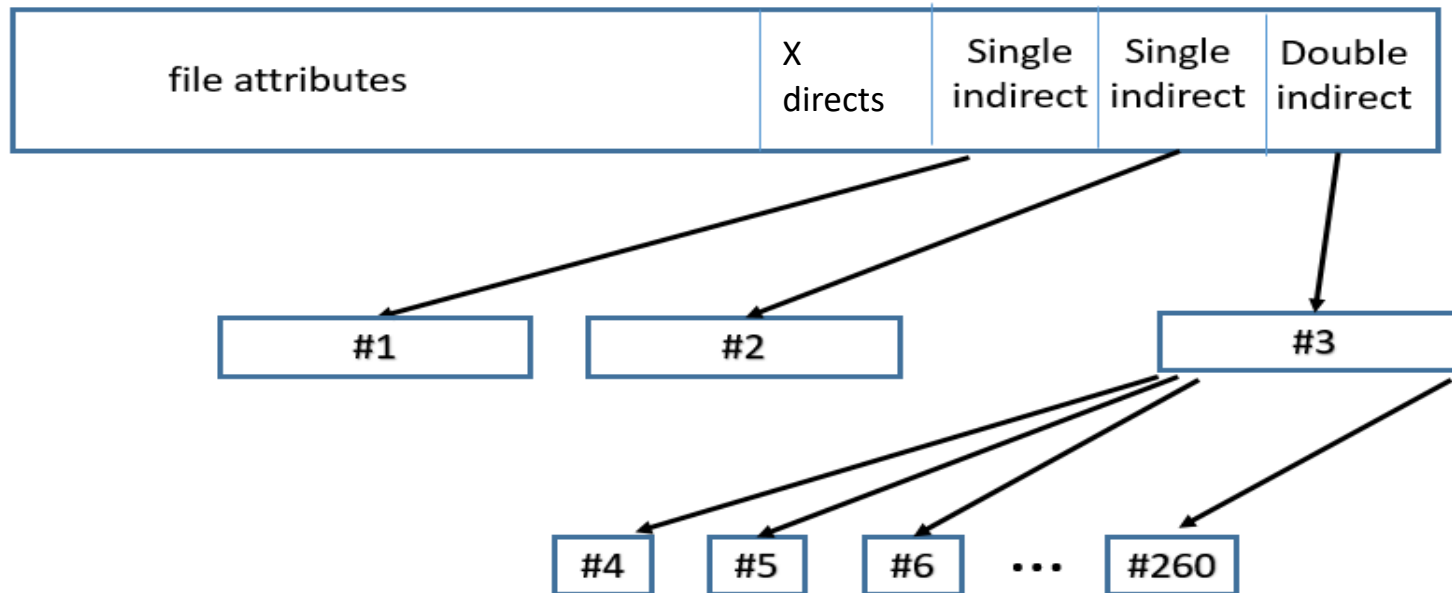 file attributes
X
directs
Single
indirect
Single
indirect
Double
indirect
#1
#2
#3
#4
#5
#6
...
#260